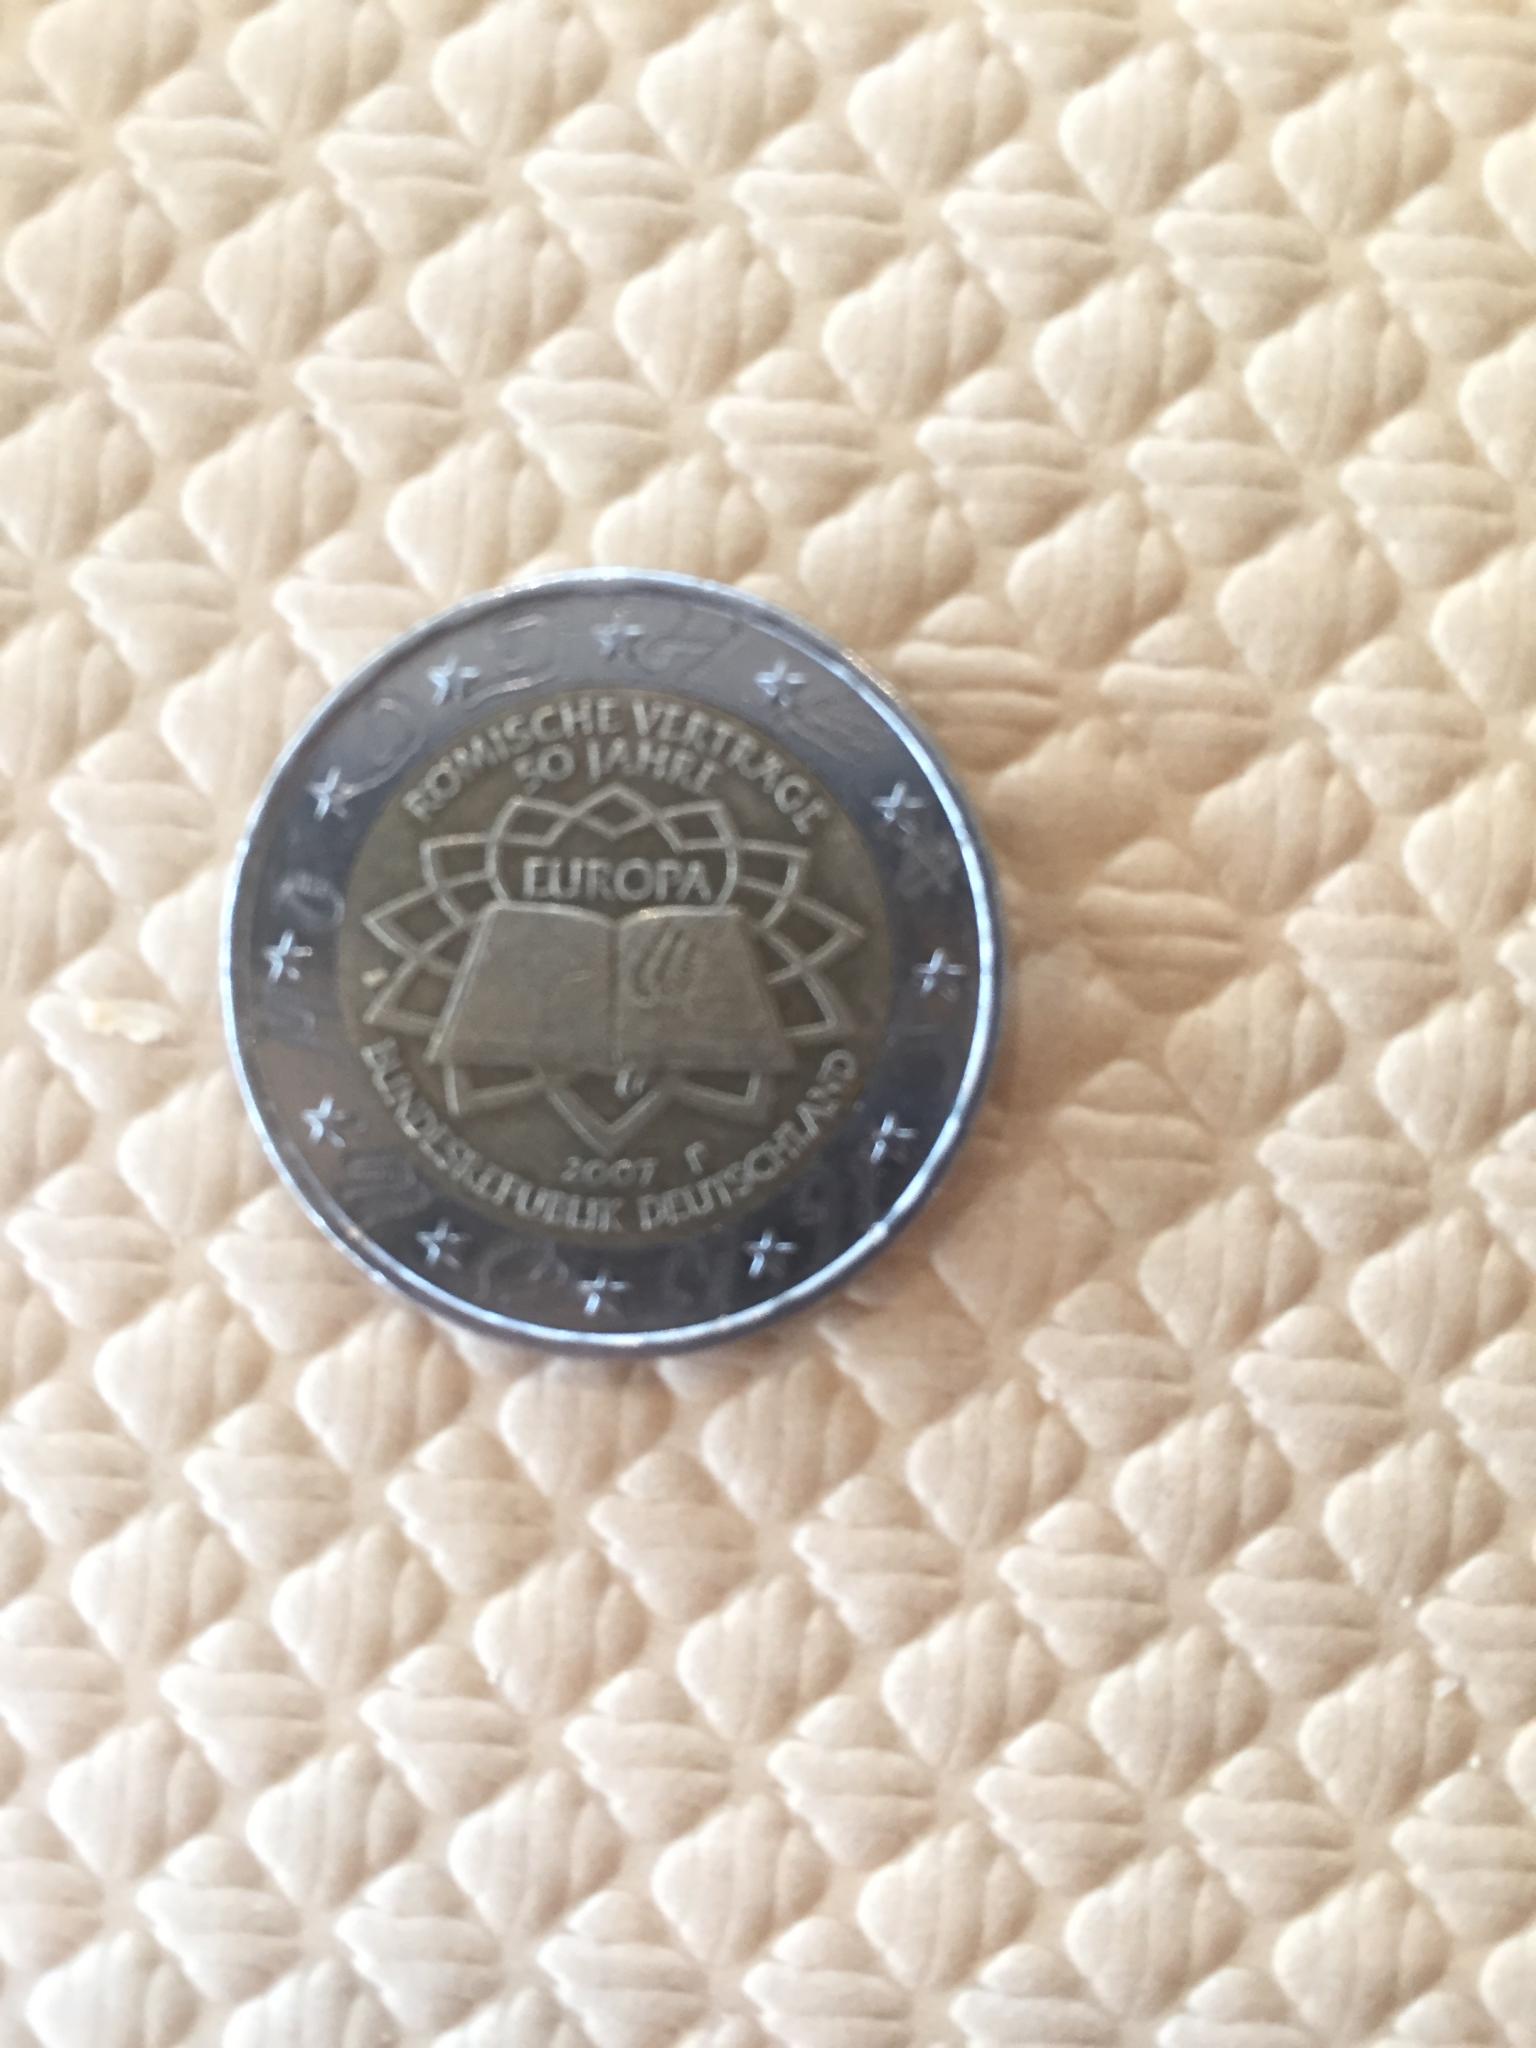 RÖMISCHE VERTRÄGE
50 JAHRE
EUROPA
2007 F
BUNDESREPUBLIK DEUTSCHLAND